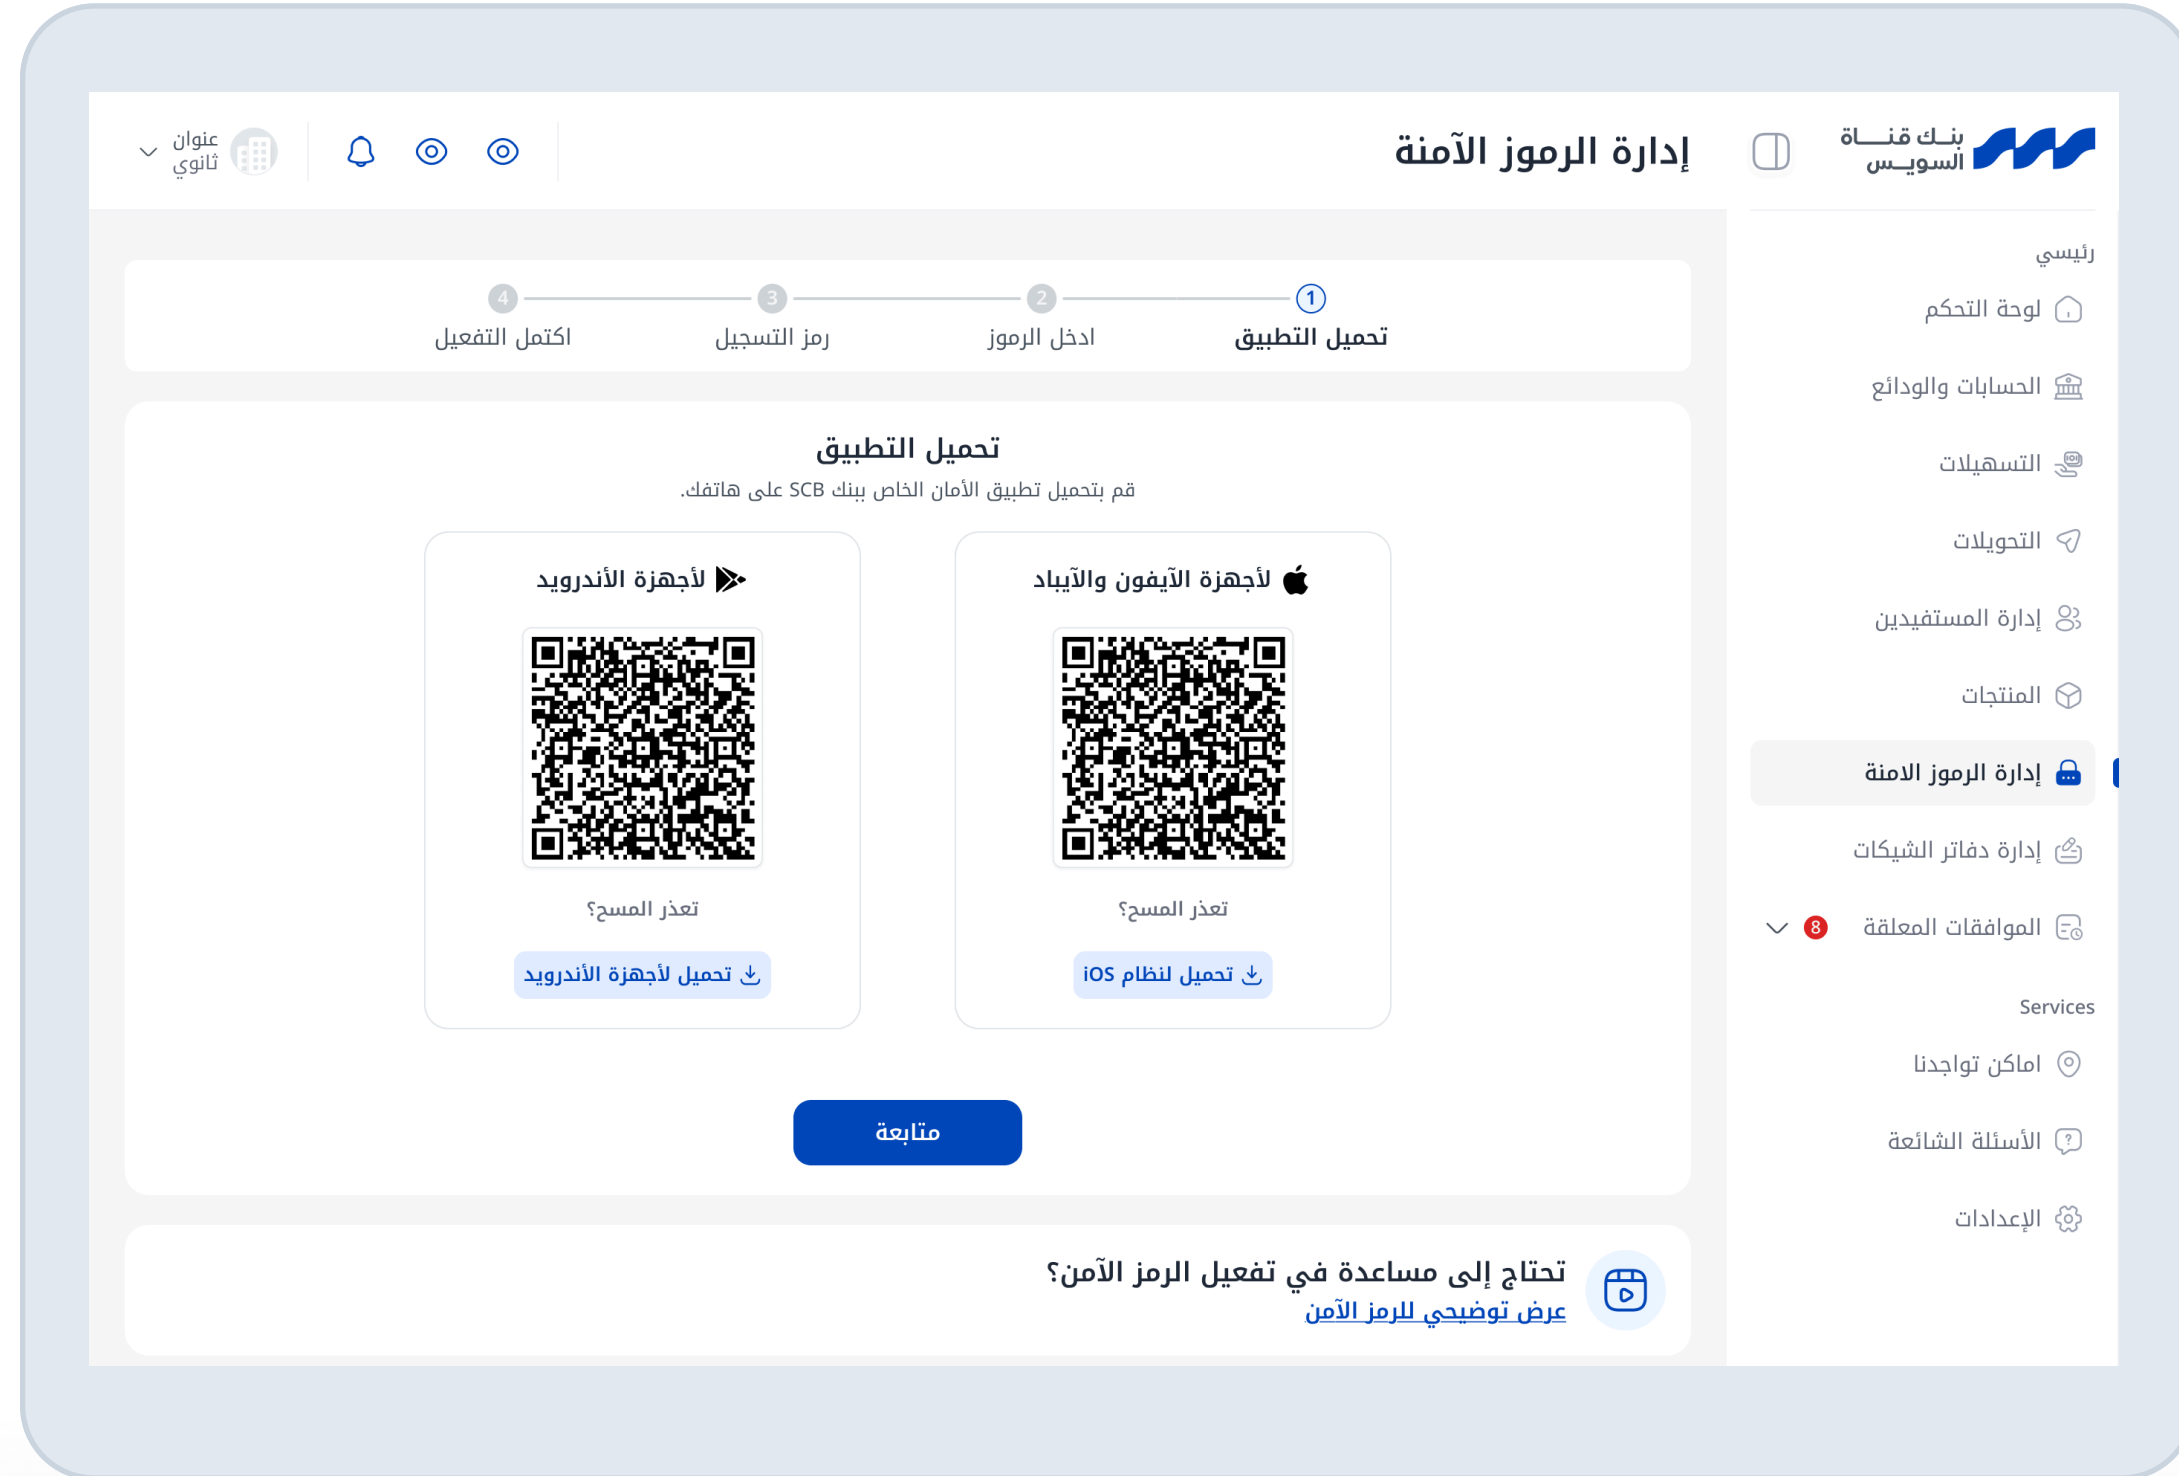 بنــك قنـــــاة
السويـــس
إدارة الرموز الآمنة
عنوان
ثانوي
رئيسي
لوحة التحكم
الحسابات والودائع
التسهيلات
التحويلات
إدارة المستفيدين
المنتجات
إدارة الرموز الامنة
إدارة دفاتر الشيكات
الموافقات المعلقة 8
Services
اماكن تواجدنا
الأسئلة الشائعة
الإعدادات
1 2 3 4
تحميل التطبيق ادخل الرموز رمز التسجيل اكتمل التفعيل
تحميل التطبيق
قم بتحميل تطبيق الأمان الخاص ببنك SCB على هاتفك.
لأجهزة الآيفون والآيباد
تعذر المسح؟
تحميل لنظام iOS
لأجهزة الأندرويد
تعذر المسح؟
تحميل لأجهزة الأندرويد
متابعة
تحتاج إلى مساعدة في تفعيل الرمز الآمن؟
عرض توضيحي للرمز الآمن